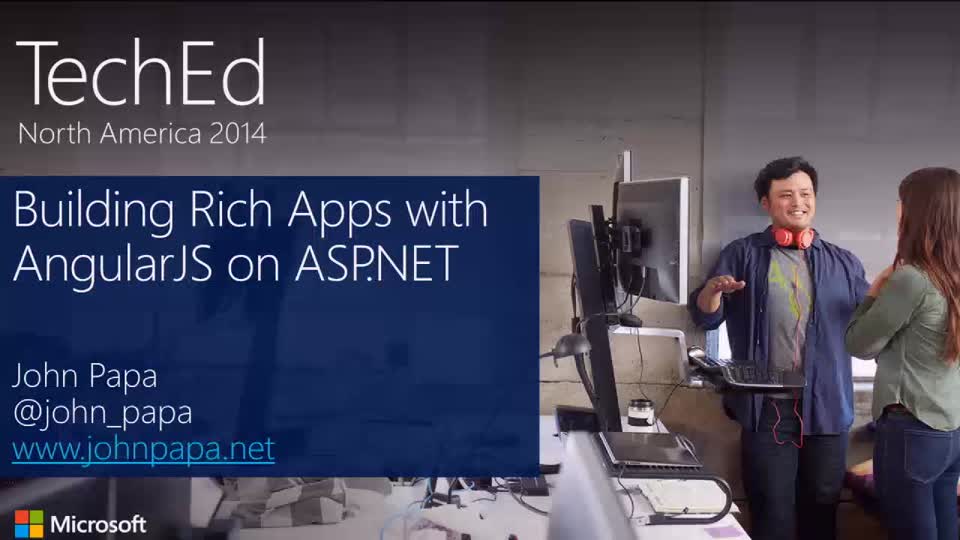 TechEd
North America 2014
Building Rich Apps with
AngularJS on ASP.NET
John Papa
@john_papa
www.johnpapa.net
Microsoft